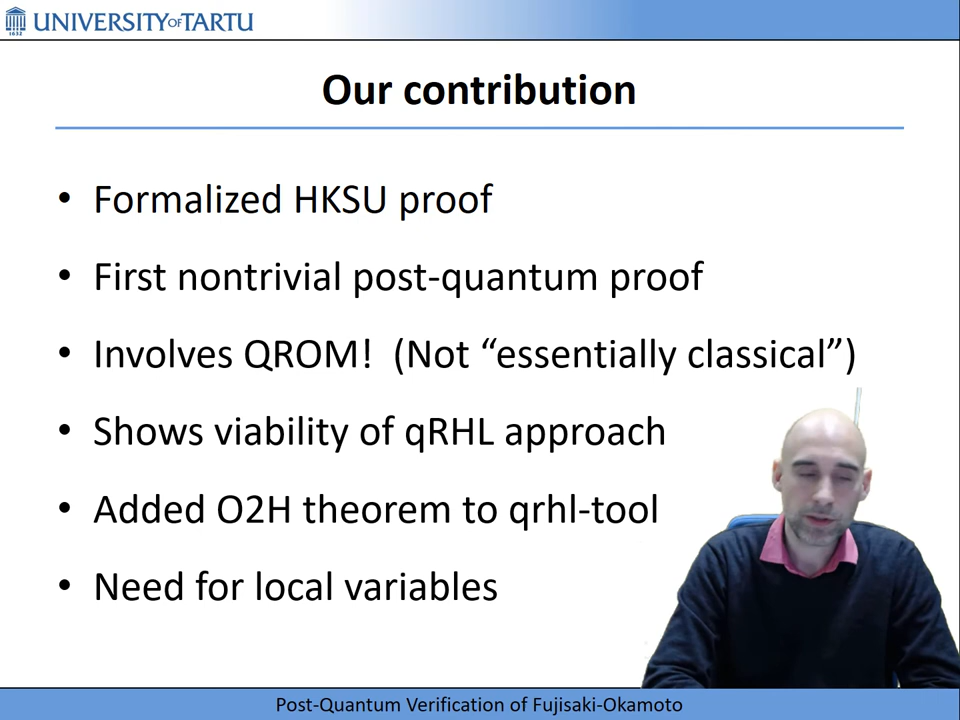 1632
UNIVERSITY OF TARTU
Our contribution
• Formalized HKSU proof
• First nontrivial post-quantum proof
• Involves QROM! (Not “essentially classical”)
• Shows viability of qRHL approach
• Added O2H theorem to qrhl-tool
• Need for local variables
Post-Quantum Verification of Fujisaki-Okamoto